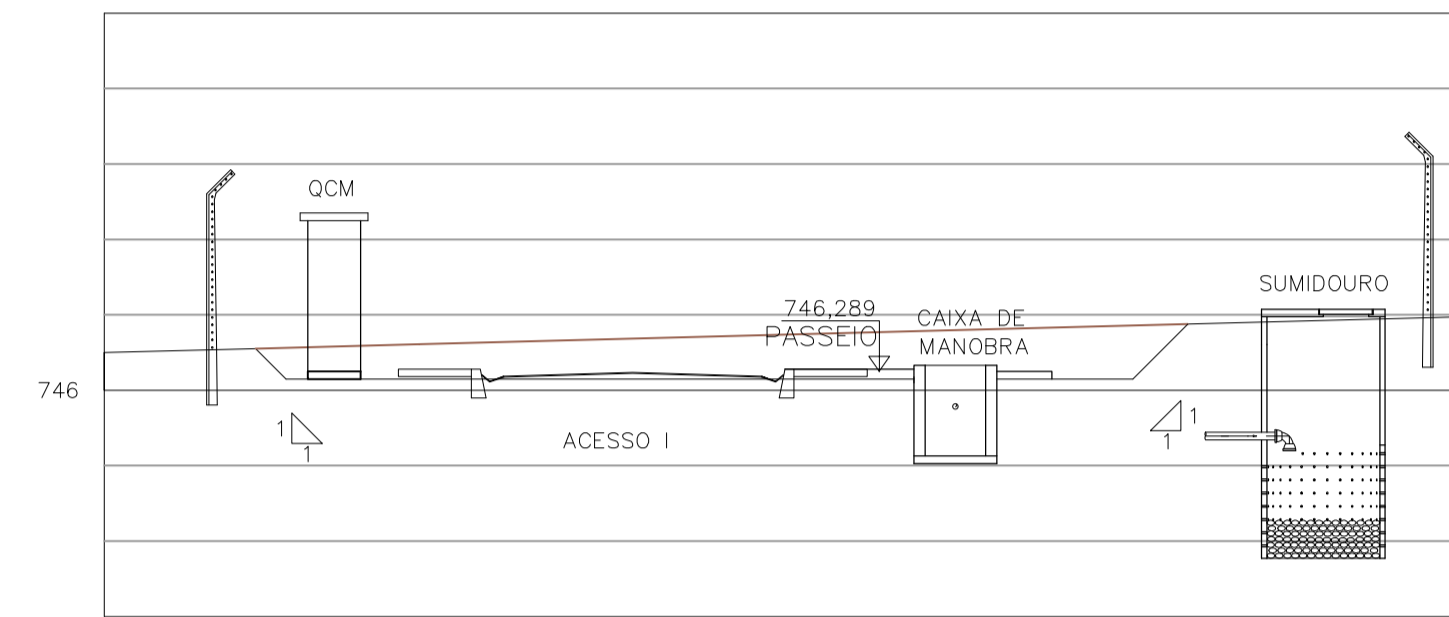 QCM
SUMIDOURO
746,289
PASSEIO
CAIXA DE
MANOBRA
746
1
1
ACESSO I
1
1